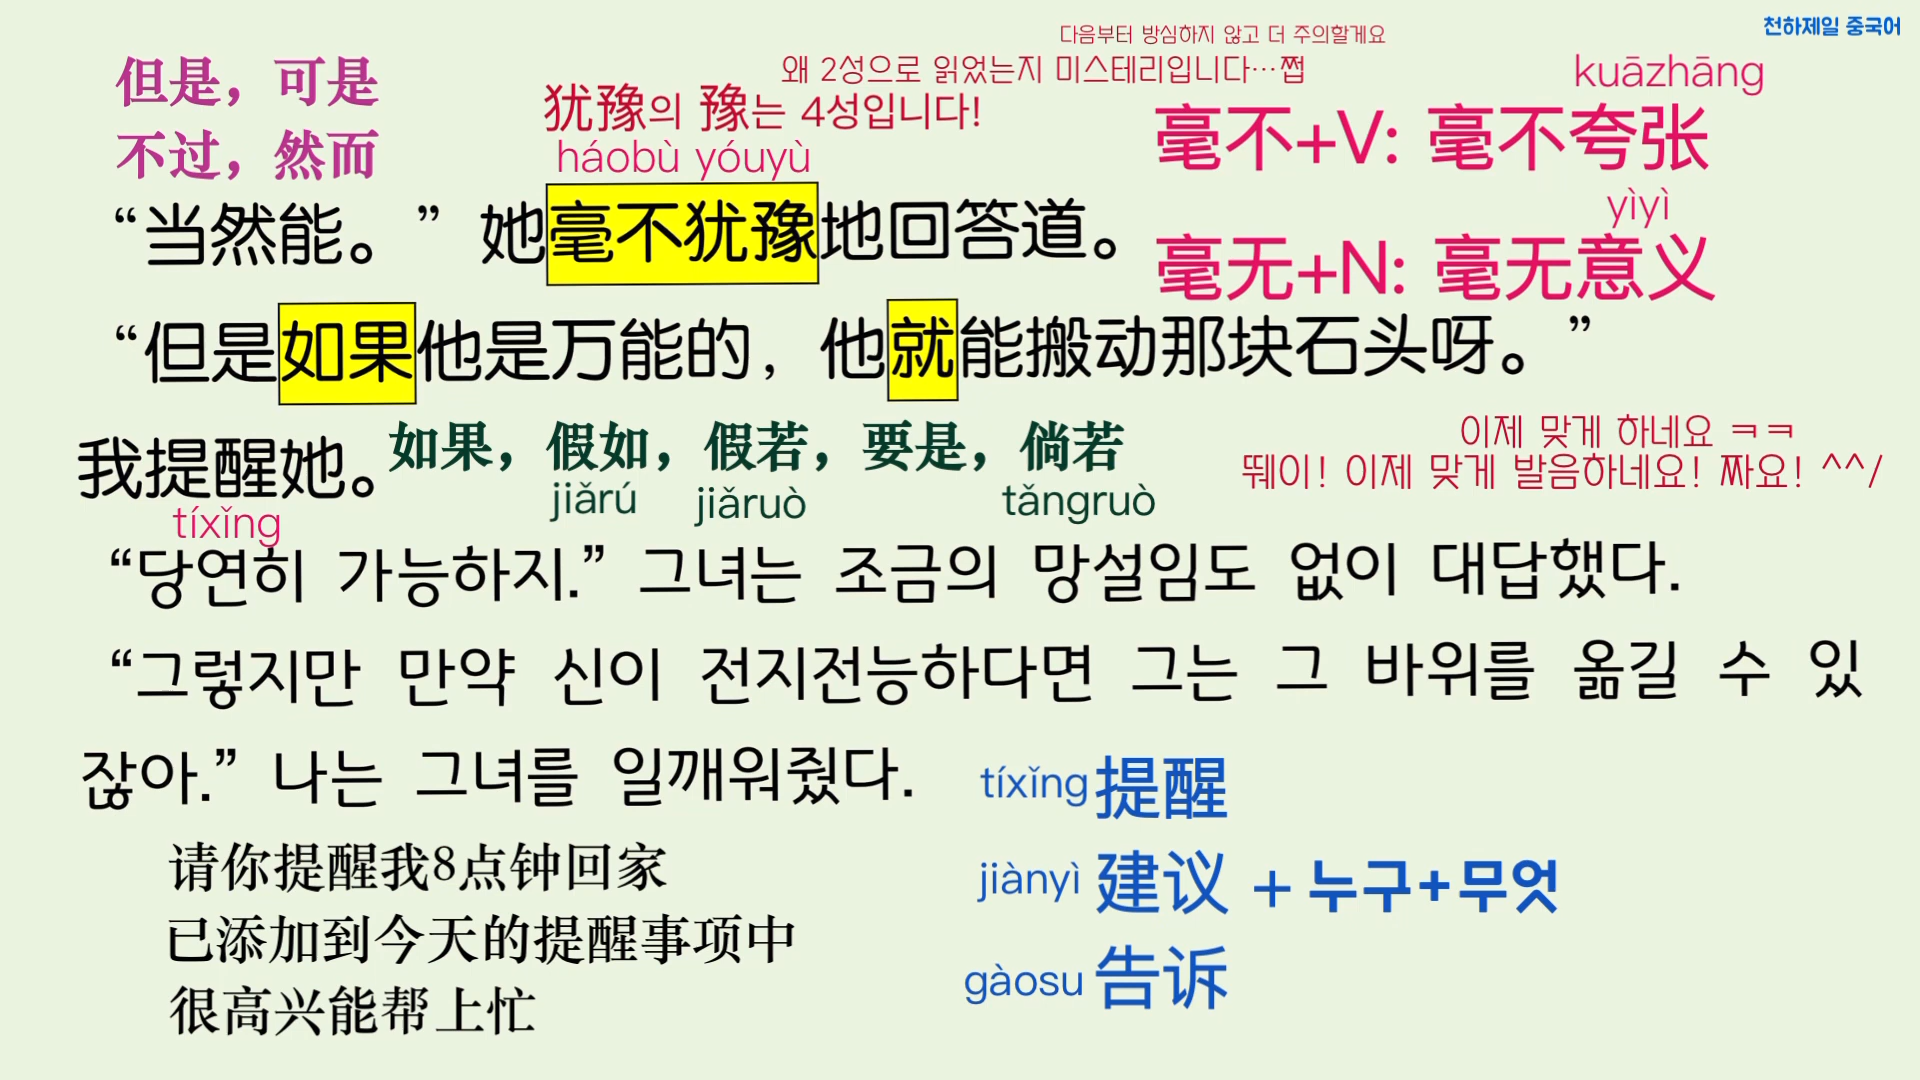 천하제일 중국어
다음부터 방심하지 않고 더 주의할게요
왜 2성으로 읽었는지 미스테리입니다…쩝
但是，可是
不过，然而
犹豫의 豫는 4성입니다!
háobù yóuyù
kuāzhāng
毫不+V: 毫不夸张
yìyì
毫无+N: 毫无意义
“当然能。”她毫不犹豫地回答道。
“但是如果他是万能的，他就能搬动那块石头呀。”
我提醒她。
tíxǐng
如果，假如，假若，要是，倘若
jiǎrú jiǎruò tǎngruò
이제 맞게 하네요 ㅋㅋ
뛔이! 이제 맞게 발음하네요! 짜요! ^^/
“당연히 가능하지.” 그녀는 조금의 망설임도 없이 대답했다.
“그렇지만 만약 신이 전지전능하다면 그는 그 바위를 옮길 수 있
잖아.” 나는 그녀를 일깨워줬다.
请你提醒我8点钟回家
已添加到今天的提醒事项中
很高兴能帮上忙
tíxǐng 提醒
jiànyì 建议 + 누구+무엇
gàosu 告诉